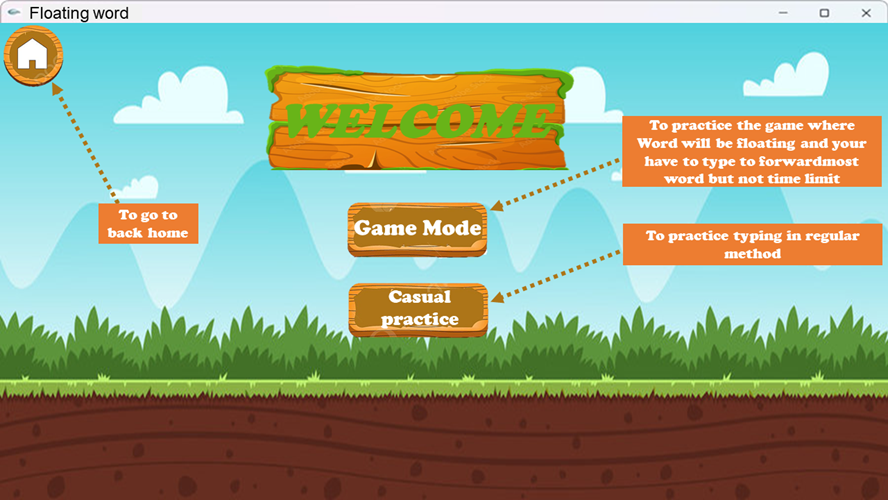 Floating word
WELCOME
To practice the game where
Word will be floating and your
have to type to forwardmost
word but not time limit
To go to
back home
Game Mode
To practice typing in regular
method
Casual
practice